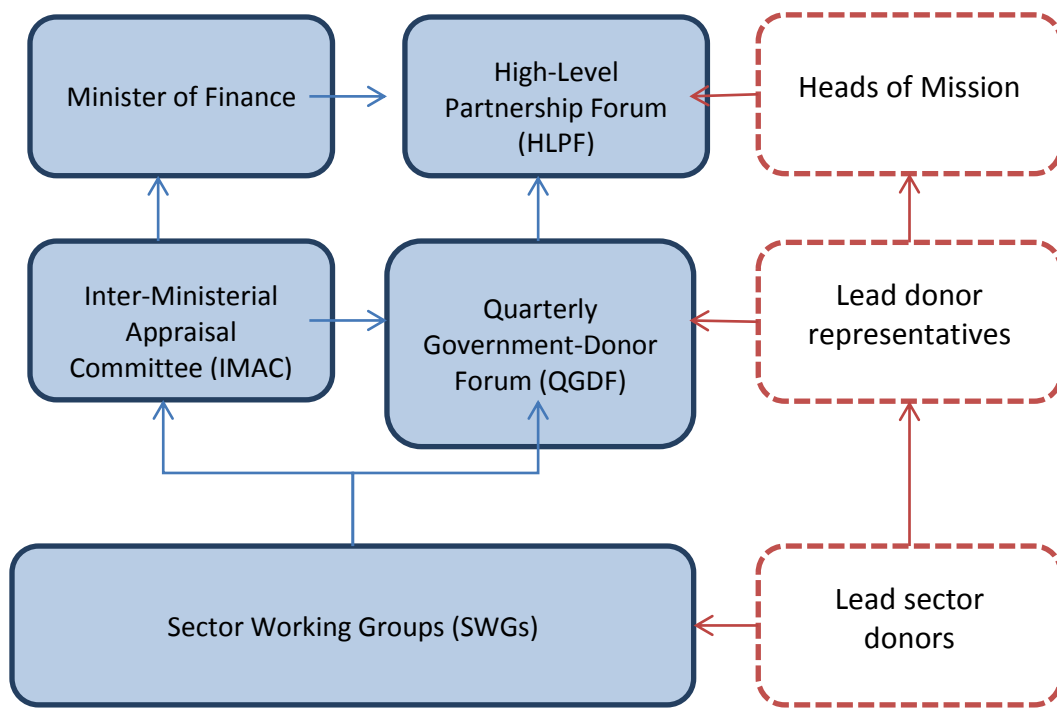 Minister of Finance
High-Level
Partnership Forum
(HLPF)
Heads of Mission
Inter-Ministerial
Appraisal
Committee (IMAC)
Quarterly
Government-Donor
Forum (QGDF)
Lead donor
representatives
Sector Working Groups (SWGs)
Lead sector
donors